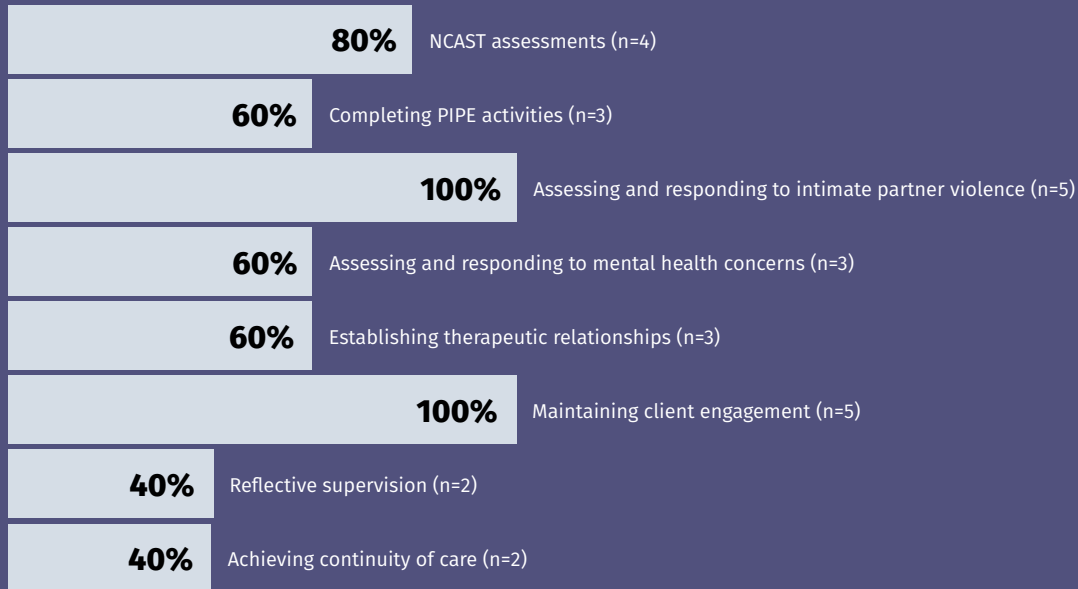 80% NCAST assessments (n=4)
60% Completing PIPE activities (n=3)
100% Assessing and responding to intimate partner violence (n=5)
60% Assessing and responding to mental health concerns (n=3)
60% Establishing therapeutic relationships (n=3)
100% Maintaining client engagement (n=5)
40% Reflective supervision (n=2)
40% Achieving continuity of care (n=2)